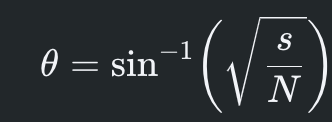 θ = sin⁻¹(√(s/N))